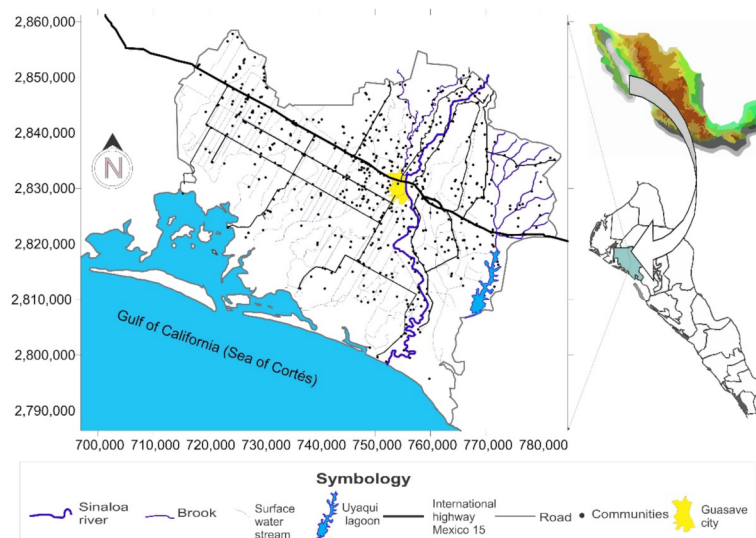 2,860,000
2,850,000
2,840,000
2,830,000
2,820,000
2,810,000
2,800,000
2,790,000
N
Gulf of California (Sea of Cortés)
700,000 710,000 720,000 730,000 740,000 750,000 760,000 770,000 780,000
Symbology
Sinaloa
river
Brook
Surface
water
stream
Uyaqui
lagoon
International
highway
Mexico 15
Road
Communities
Guasave
city